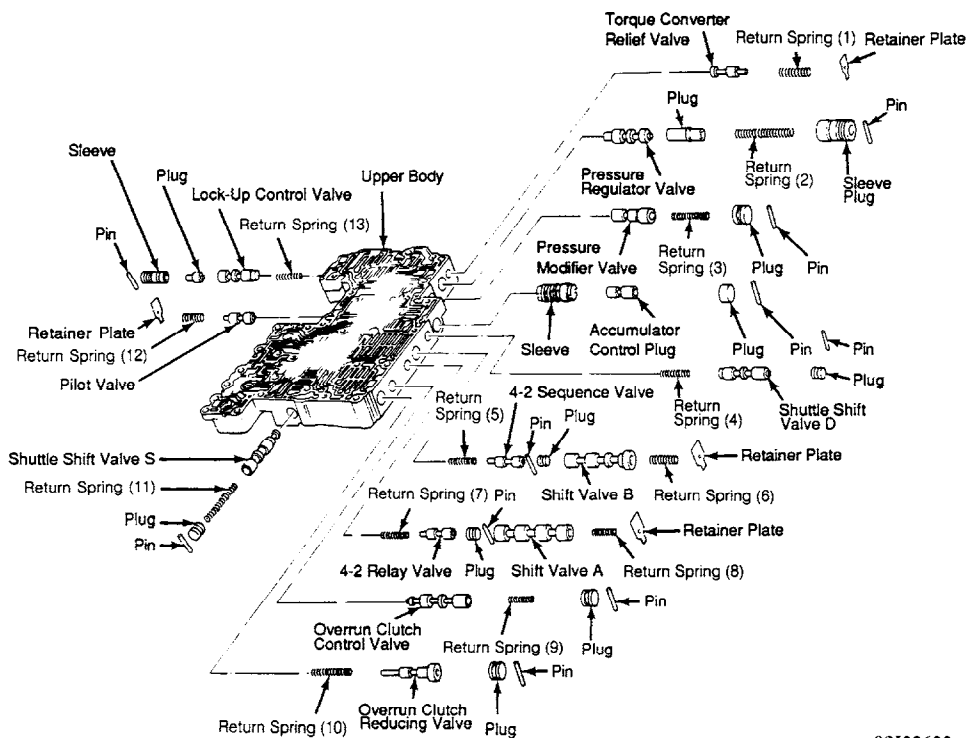 Torque Converter
Relief Valve
Return Spring (1)
Retainer Plate
Plug
Pin
Pressure
Regulator Valve
Return
Spring (2)
Sleeve
Plug
Sleeve
Plug
Lock-Up Control Valve
Upper Body
Pin
Return Spring (13)
Pressure
Modifier Valve
Return
Spring (3)
Plug
Pin
Retainer Plate
Return Spring (12)
Pilot Valve
Sleeve
Accumulator
Control Plug
Plug
Pin
Pin
Return
Spring (4)
Shuttle Shift
Valve D
Plug
Return
Spring (5)
4-2 Sequence Valve
Pin
Plug
Shift Valve B
Return Spring (6)
Retainer Plate
Shuttle Shift Valve S
Return Spring (11)
Plug
Pin
Return Spring (7)
Pin
4-2 Relay Valve
Plug
Shift Valve A
Return Spring (8)
Retainer Plate
Overrun Clutch
Control Valve
Return Spring (9)
Plug
Pin
Return Spring (10)
Overrun Clutch
Reducing Valve
Plug
Pin